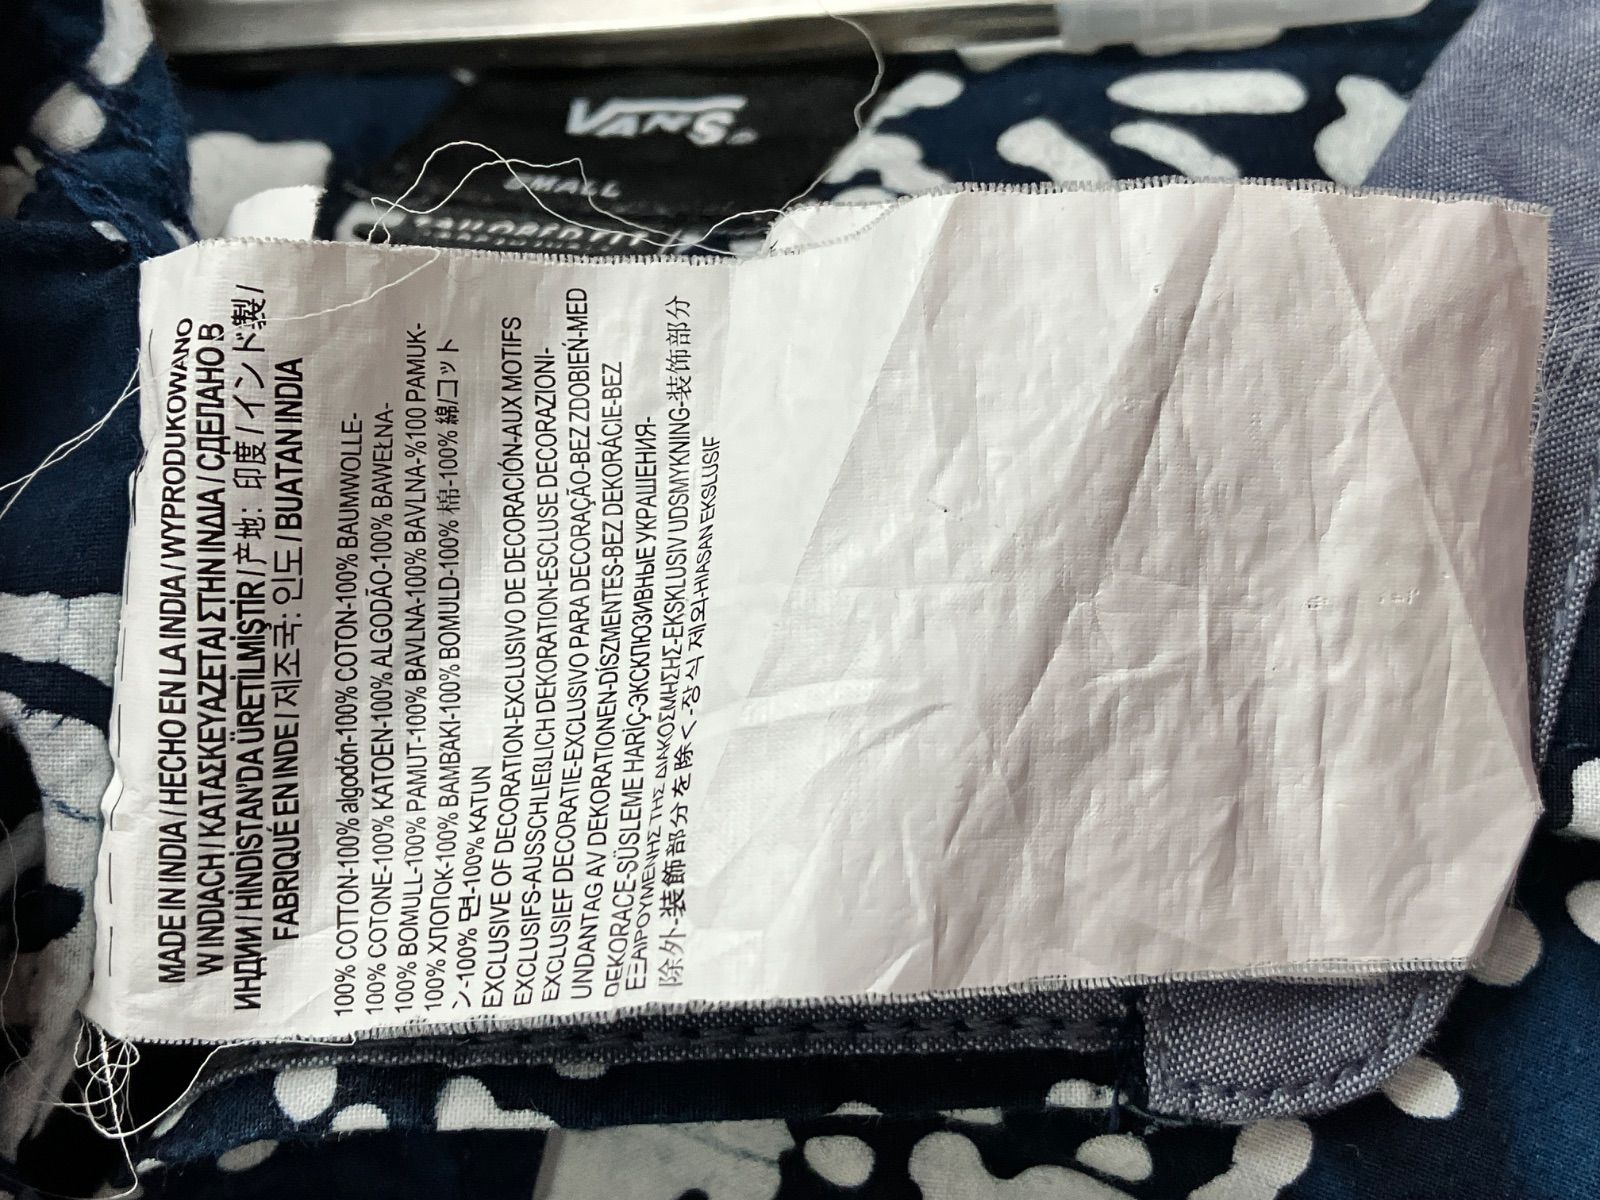 VANS
SMALL
TAILORED FIT
MADE IN INDIA / HECHO EN LA INDIA / WYPRODUKOWANO
W INDIACH / ΚΑΤΑΣΚΕΥΑΖΕΤΑΙ ΣΤΗΝ ΙΝΔΙΑ / СДЕЛАНО В
ИНДИИ / HİNDİSTAN'DA ÜRETİLMİŞTİR / 产地: 印度 / インド製 /
FABRIQUÉ EN INDE / 제조국: 인도 / BUATAN INDIA
100% COTTON-100% algodón-100% COTON-100% BAUMWOLLE-
100% COTONE-100% KATOEN-100% ALGODÃO-100% BAWEŁNA-
100% BOMULL-100% PAMUT-100% BAVLNA-100% BAVLNA-%100 PAMUK-
100% ХЛОПОК-100% ΒΑΜΒΑΚΙ-100% BOMULD-100% 棉-100% 綿/コット
ン-100% 면-100% KATUN
EXCLUSIVE OF DECORATION-EXCLUSIVO DE DECORACIÓN-AUX MOTIFS
EXCLUSIFS-AUSSCHLIEßLICH DEKORATION-ESCLUSE DECORAZIONI-
EXCLUSIEF DECORATIE-EXCLUSIVO PARA DECORAÇÃO-BEZ ZDOBIEŃ-MED
UNDANTAG AV DEKORATIONEN-DÍSZMENTES-BEZ DEKORÁCIE-BEZ
DEKORACE-SÜSLEME HARİÇ-ЭКСКЛЮЗИВНЫЕ УКРАШЕНИЯ-
ΕΞΑΙΡΟΥΜΕΝΗΣ ΤΗΣ ΔΙΑΚΟΣΜΗΣΗΣ-EKSKLUSIV UDSMYKNING-装饰部分
除外-装飾部分を除く-장식 제외-HIASAN EKSLUSIF